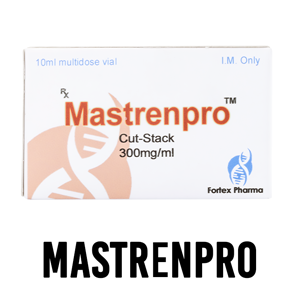 10ml multidose vial
I.M. Only
Rx
Mastrenpro™
Cut-Stack
300mg/ml
Fortex Pharma
MASTRENPRO